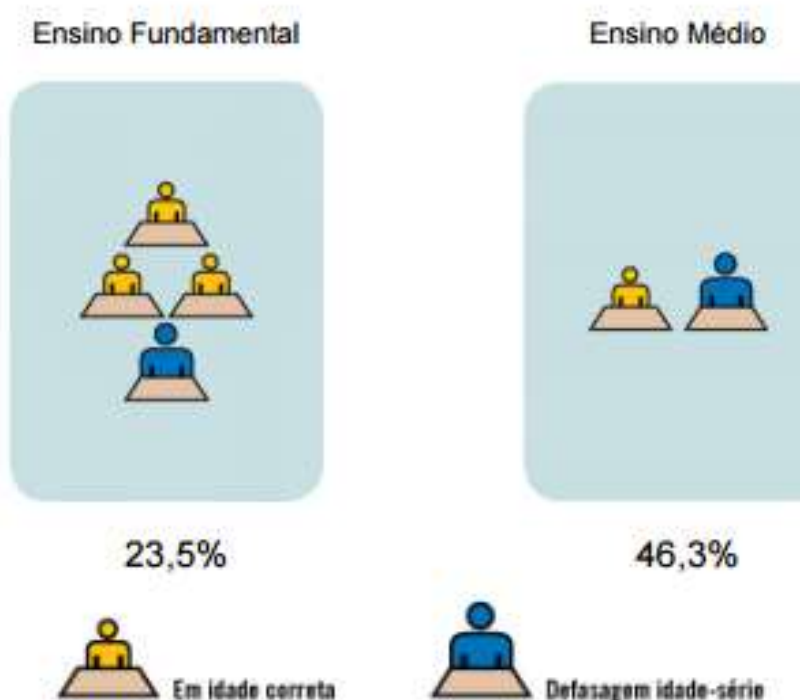 Ensino Fundamental
Ensino Médio
23,5%
46,3%
Em idade correta
Defasagem idade-série